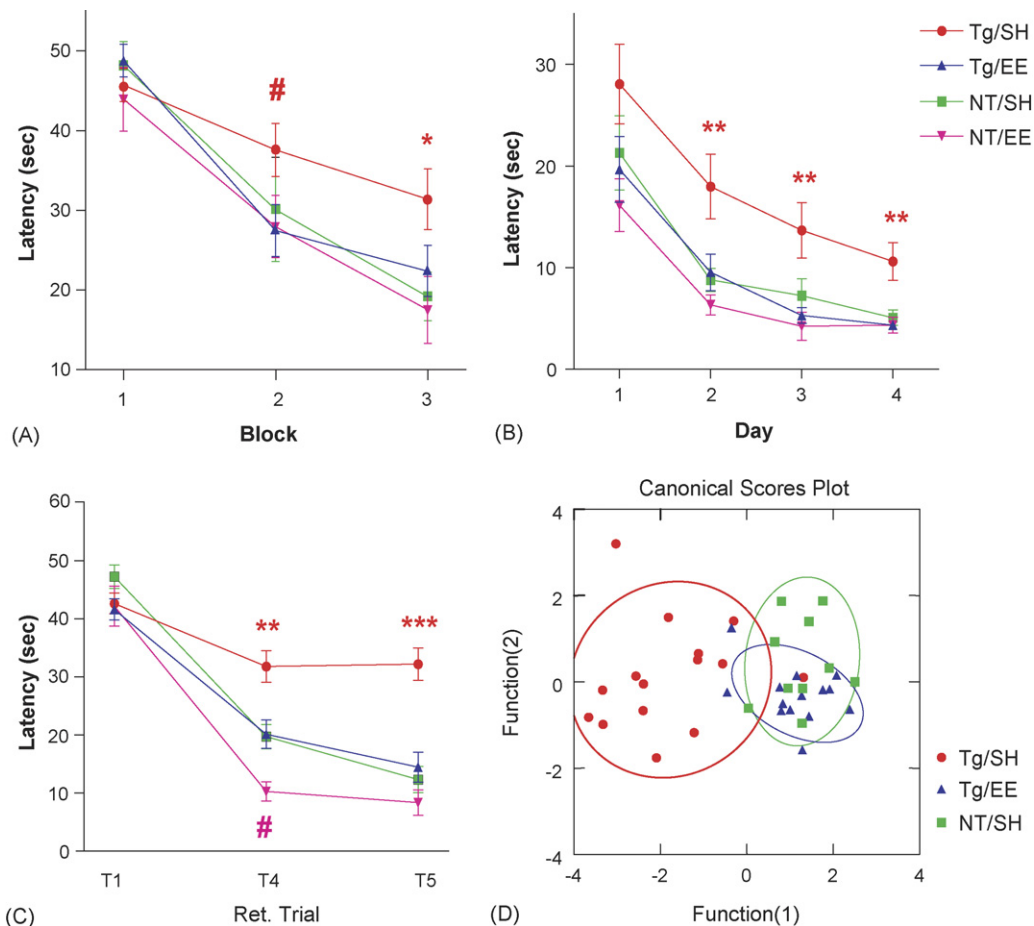 50
40
30
20
10
Latency (sec)
#
*
1
2
3
Block
(A)
30
20
10
0
Latency (sec)
**
**
**
1
2
3
4
Day
(B)
Tg/SH
Tg/EE
NT/SH
NT/EE
60
50
40
30
20
10
0
Latency (sec)
**
***
#
T1
T4
T5
Ret. Trial
(C)
Canonical Scores Plot
4
2
0
-2
-4
Function(2)
-4
-2
0
2
4
Function(1)
(D)
Tg/SH
Tg/EE
NT/SH